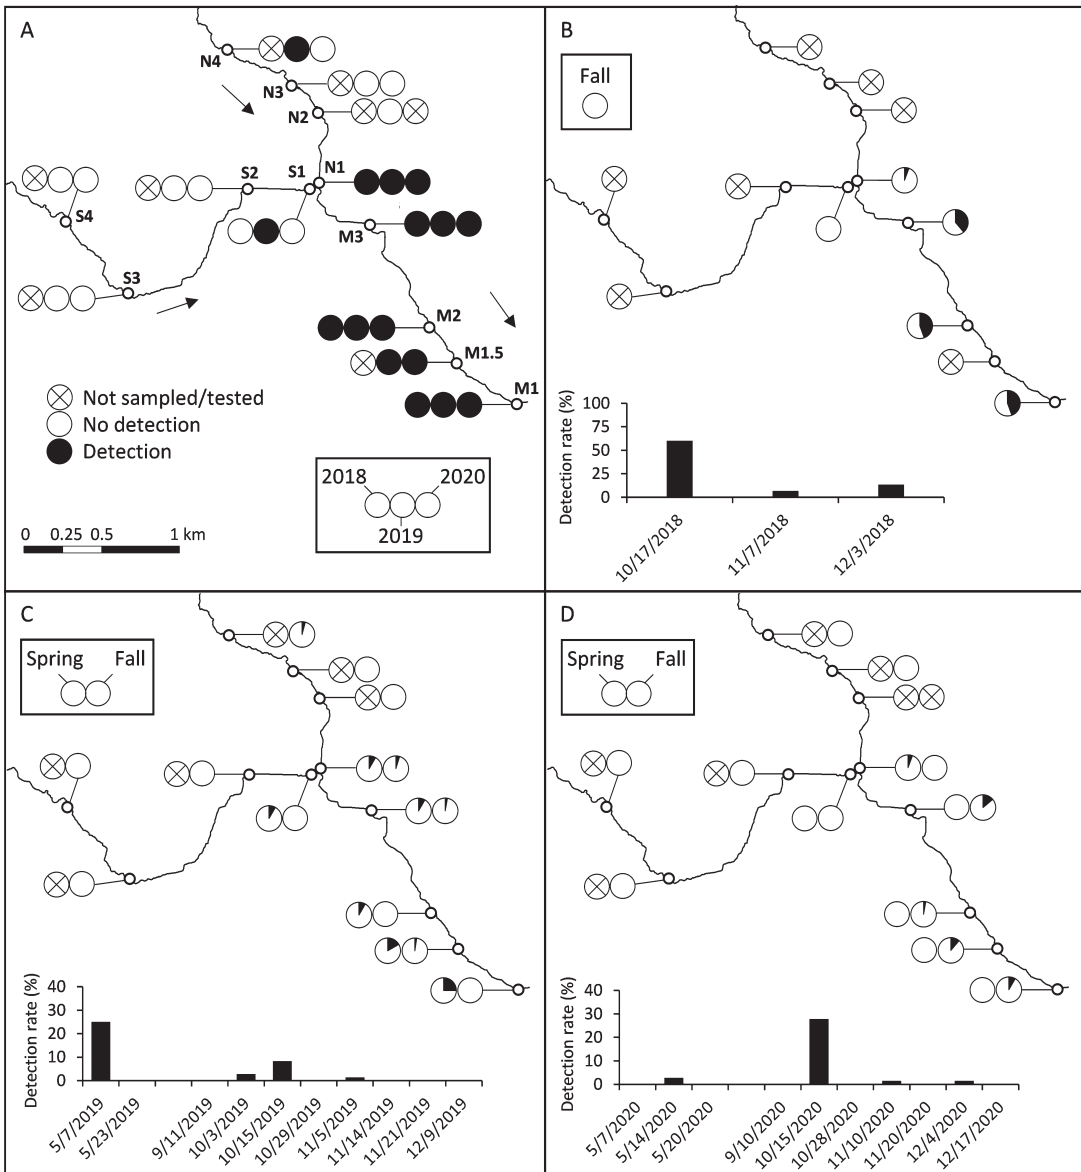 A
N4
N3
N2
S2
S1
N1
S4
M3
S3
M2
M1.5
M1
Not sampled/tested
No detection
Detection
2018
2020
2019
0
0.25
0.5
1 km
B
Fall
Detection rate (%)
100
75
50
25
0
10/17/2018
11/7/2018
12/3/2018
C
Spring
Fall
Detection rate (%)
40
30
20
10
0
5/7/2019
5/23/2019
9/11/2019
10/3/2019
10/15/2019
10/29/2019
11/5/2019
11/14/2019
11/21/2019
12/9/2019
D
Spring
Fall
Detection rate (%)
40
30
20
10
0
5/7/2020
5/14/2020
5/20/2020
9/10/2020
10/15/2020
10/28/2020
11/10/2020
11/20/2020
12/4/2020
12/17/2020